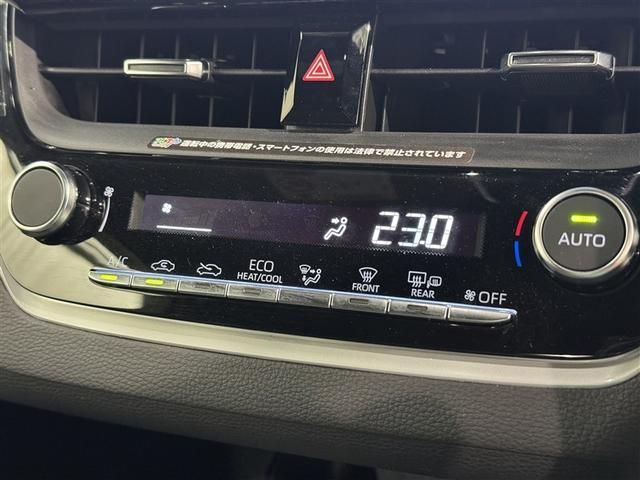 運転中の携帯電話・スマートフォンの使用は法律で禁止されています
23.0
AUTO
A/C
ECO
HEAT/COOL
FRONT
REAR
OFF